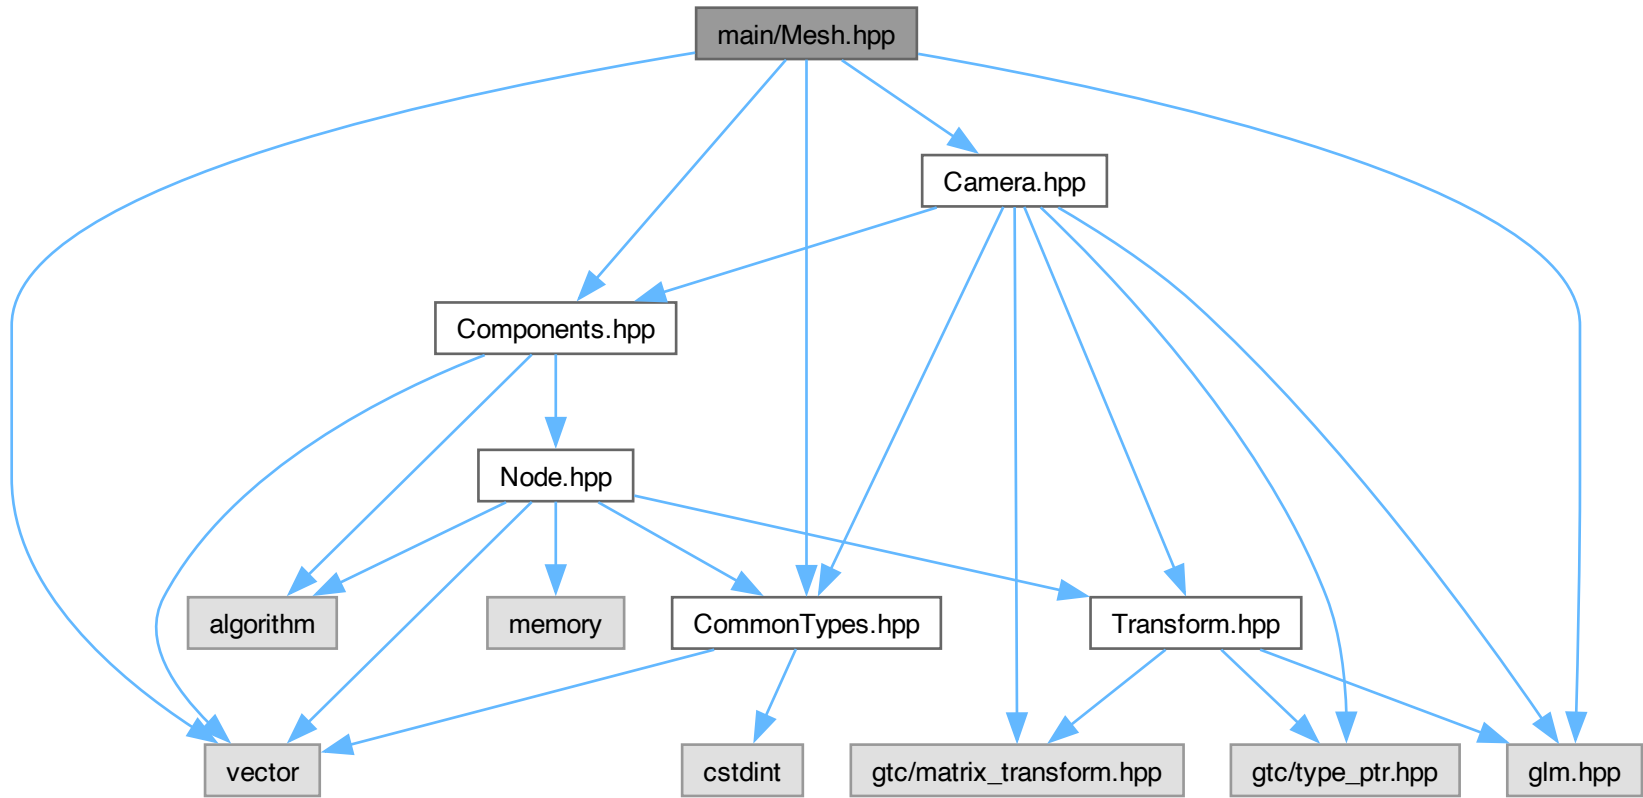 main/Mesh.hpp
Camera.hpp
Components.hpp
Node.hpp
algorithm
memory
CommonTypes.hpp
Transform.hpp
vector
cstdint
gtc/matrix_transform.hpp
gtc/type_ptr.hpp
glm.hpp